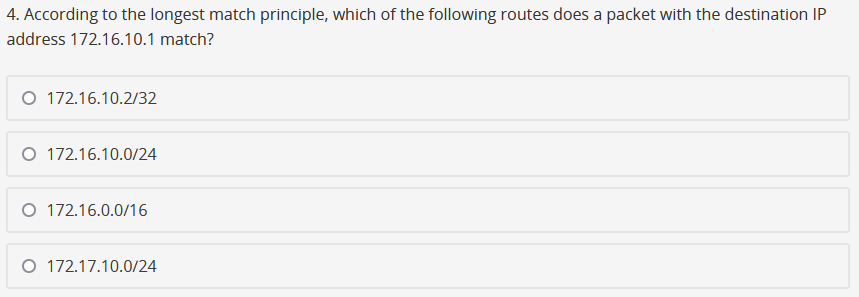 4. According to the longest match principle, which of the following routes does a packet with the destination IP
address 172.16.10.1 match?
172.16.10.2/32
172.16.10.0/24
172.16.0.0/16
172.17.10.0/24